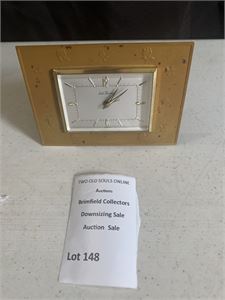 TWO OLD SOULS ONLINE
Auctions
Brimfield Collectors
Downsizing Sale
Auction Sale
Lot 148